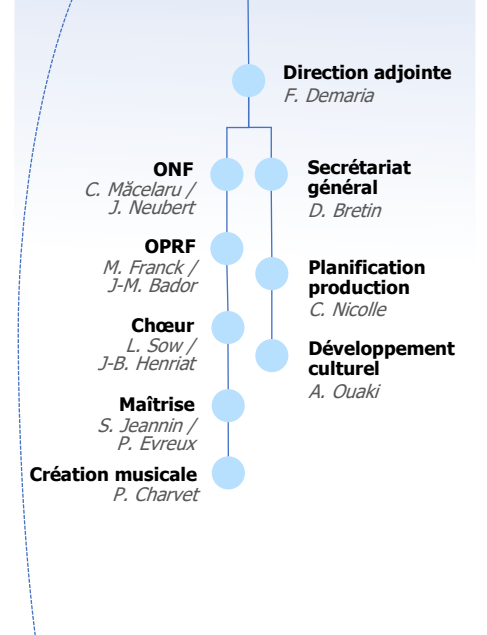 Direction adjointe
F. Demaria
ONF
C. Măcelaru /
J. Neubert
OPRF
M. Franck /
J-M. Bador
Chœur
L. Sow /
J-B. Henriat
Maîtrise
S. Jeannin /
P. Evreux
Création musicale
P. Charvet
Secrétariat
général
D. Bretin
Planification
production
C. Nicolle
Développement
culturel
A. Ouaki